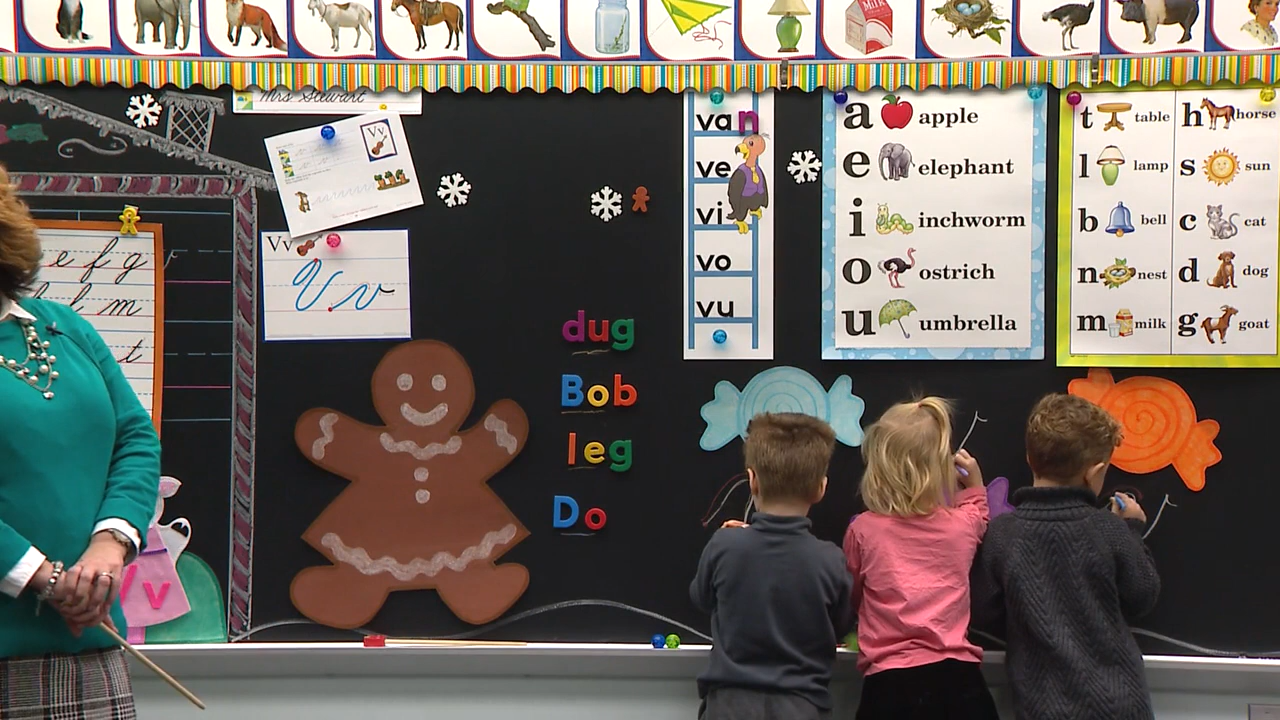 Mrs Stewart
Vv
Vv
V v
e f g
l m
t
V v
dug
Bob
leg
Do
van
ve
vi
vo
vu
a apple
e elephant
i inchworm
o ostrich
u umbrella
t table h horse
l lamp s sun
b bell c cat
n nest d dog
m milk g goat
Milk